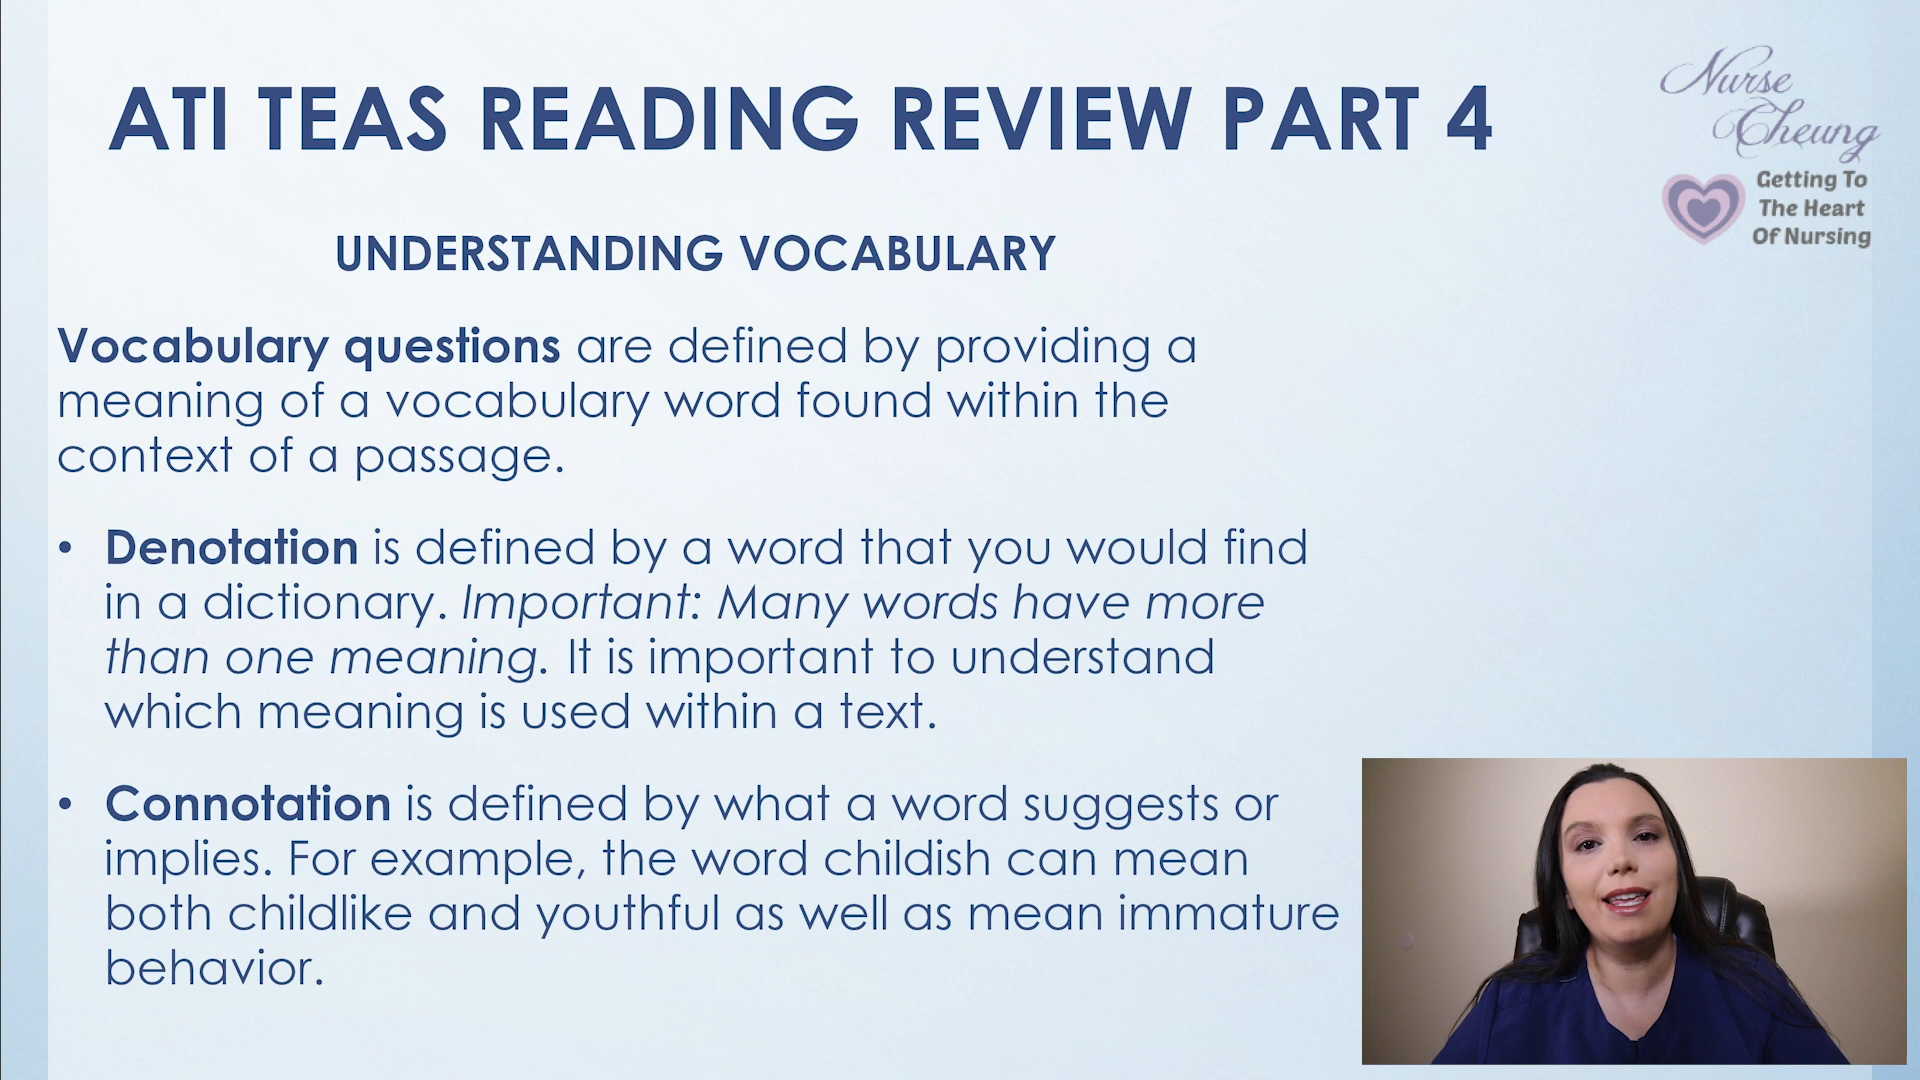 ATI TEAS READING REVIEW PART 4
Nurse
Cheung
Getting To
The Heart
Of Nursing
UNDERSTANDING VOCABULARY
Vocabulary questions are defined by providing a
meaning of a vocabulary word found within the
context of a passage.
• Denotation is defined by a word that you would find
in a dictionary. Important: Many words have more
than one meaning. It is important to understand
which meaning is used within a text.
• Connotation is defined by what a word suggests or
implies. For example, the word childish can mean
both childlike and youthful as well as mean immature
behavior.